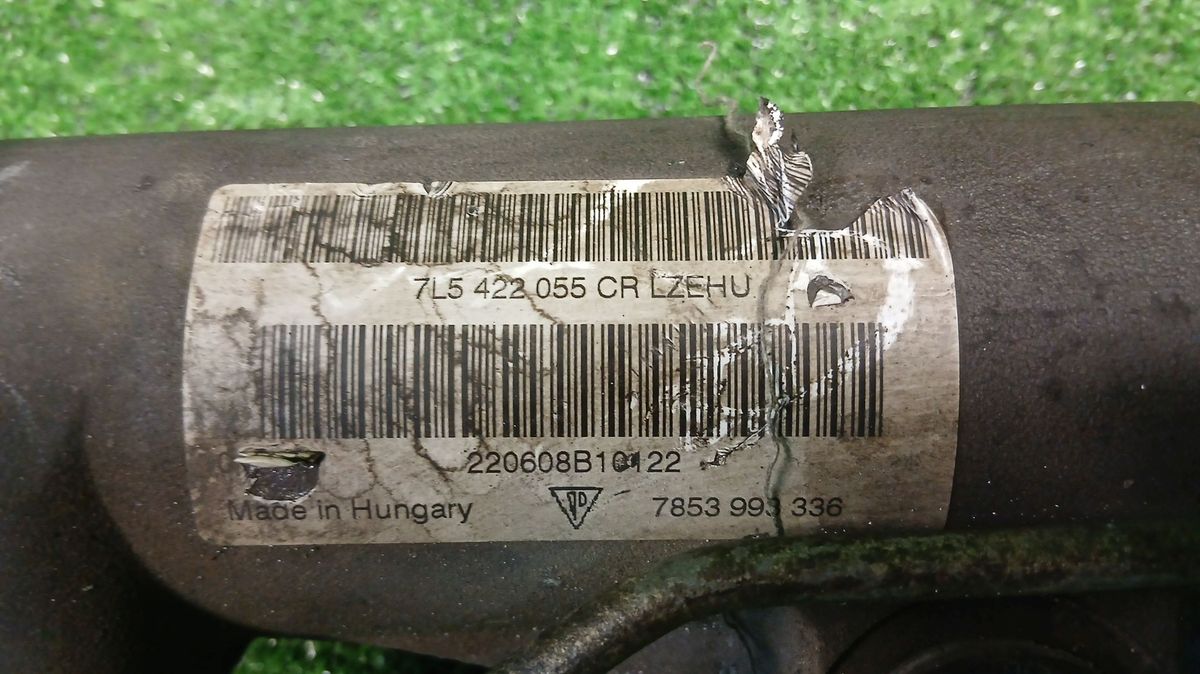 7L5 422 055 CR LZEHU
220608B10122
Made in Hungary
7853 993 336